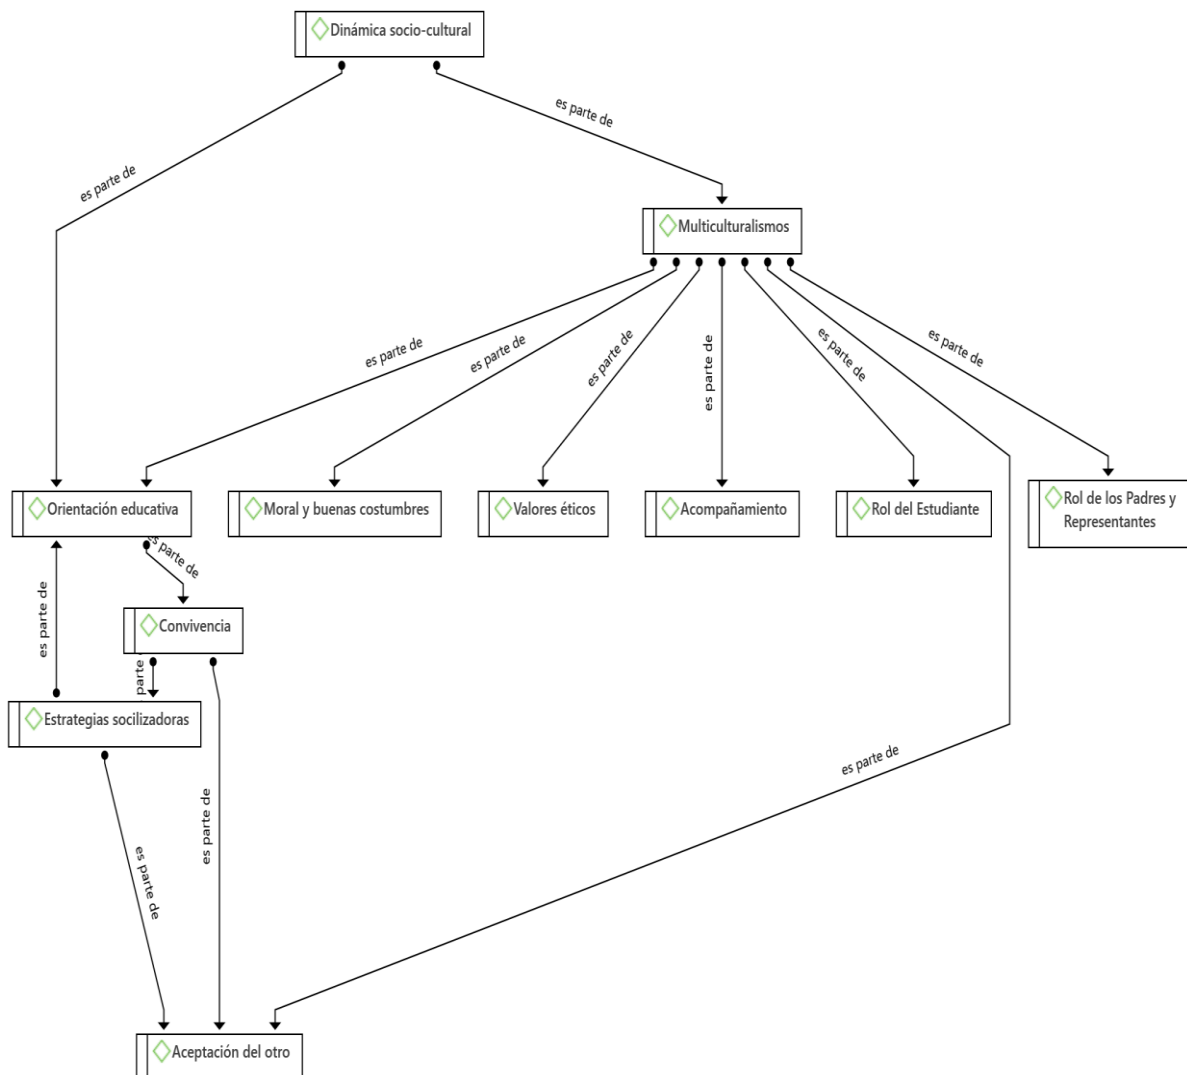 Dinámica socio-cultural
es parte de
es parte de
Multiculturalismos
es parte de
es parte de
es parte de
es parte de
es parte de
es parte de
Orientación educativa
Moral y buenas costumbres
Valores éticos
Acompañamiento
Rol del Estudiante
Rol de los Padres y
Representantes
es parte de
es parte de
Convivencia
parte
Estrategias socilizadoras
es parte de
es parte de
es parte de
Aceptación del otro